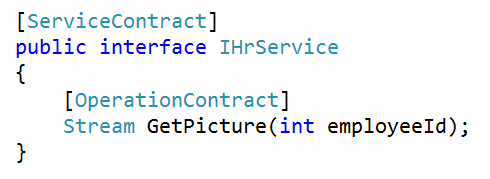 [ServiceContract]
public interface IHrService
{
    [OperationContract]
    Stream GetPicture(int employeeId);
}